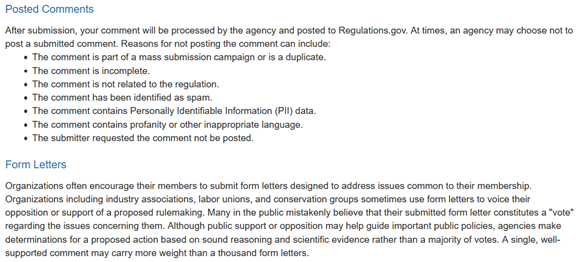 Posted Comments
After submission, your comment will be processed by the agency and posted to Regulations.gov. At times, an agency may choose not to
post a submitted comment. Reasons for not posting the comment can include:
• The comment is part of a mass submission campaign or is a duplicate.
• The comment is incomplete.
• The comment is not related to the regulation.
• The comment has been identified as spam.
• The comment contains Personally Identifiable Information (PII) data.
• The comment contains profanity or other inappropriate language.
• The submitter requested the comment not be posted.
Form Letters
Organizations often encourage their members to submit form letters designed to address issues common to their membership.
Organizations including industry associations, labor unions, and conservation groups sometimes use form letters to voice their
opposition or support of a proposed rulemaking. Many in the public mistakenly believe that their submitted form letter constitutes a "vote"
regarding the issues concerning them. Although public support or opposition may help guide important public policies, agencies make
determinations for a proposed action based on sound reasoning and scientific evidence rather than a majority of votes. A single, well-
supported comment may carry more weight than a thousand form letters.